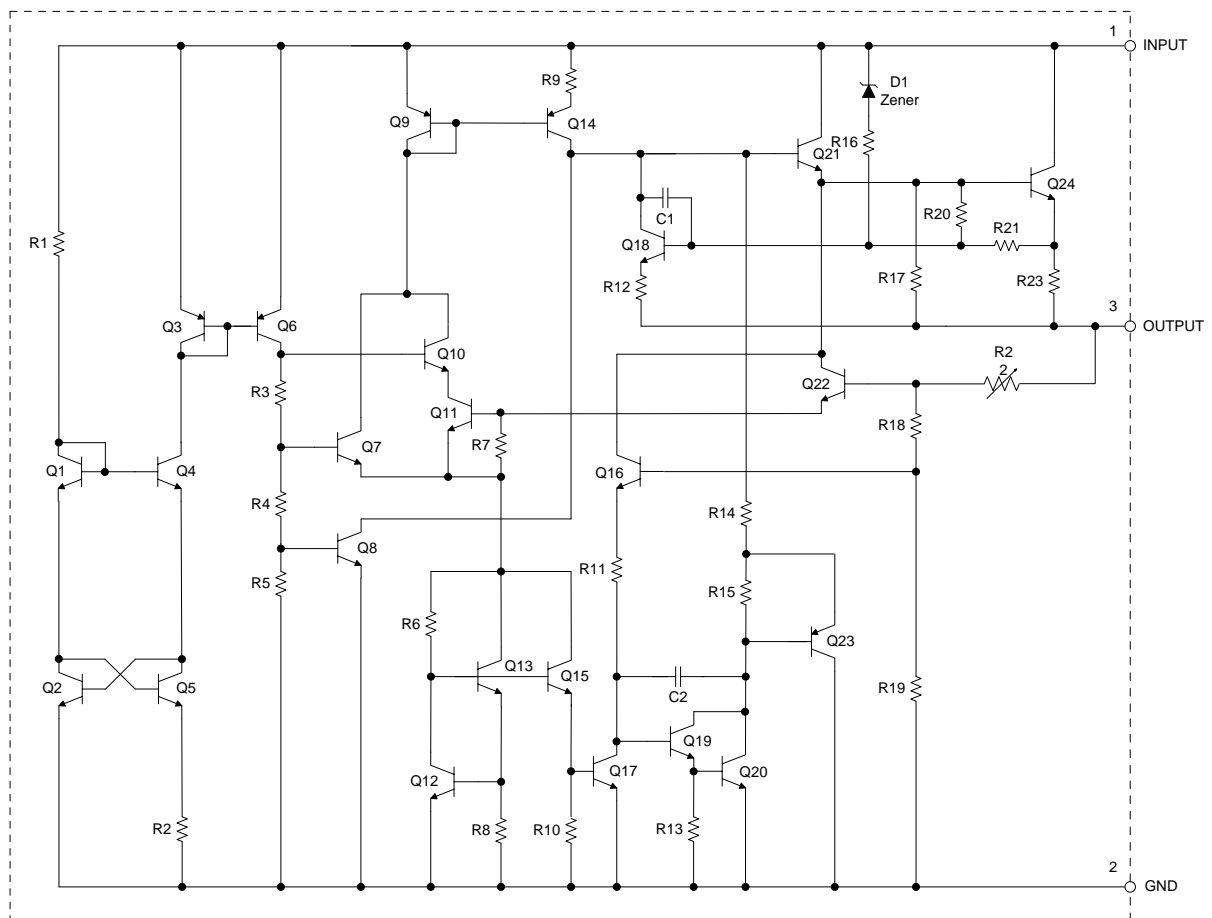 1
INPUT
R9
D1
Zener
Q9
Q14
R16
Q21
Q24
C1
R20
R21
R1
Q18
R12
R17
R23
3
OUTPUT
Q3
Q6
Q10
R2
2
R3
Q22
Q11
R7
R18
Q7
Q1
Q4
Q16
R4
R14
Q8
R5
R11
R15
R6
Q23
Q13
Q15
Q2
Q5
C2
R19
Q19
Q12
Q17
Q20
R2
R8
R10
R13
2
GND